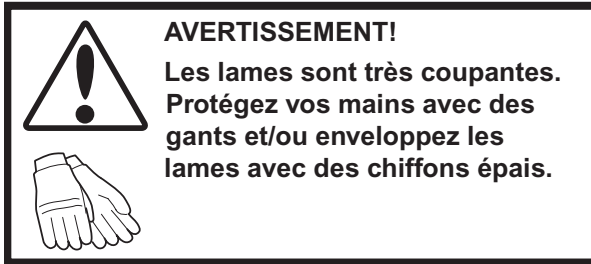 AVERTISSEMENT!
Les lames sont très coupantes.
Protégez vos mains avec des
gants et/ou enveloppez les
lames avec des chiffons épais.